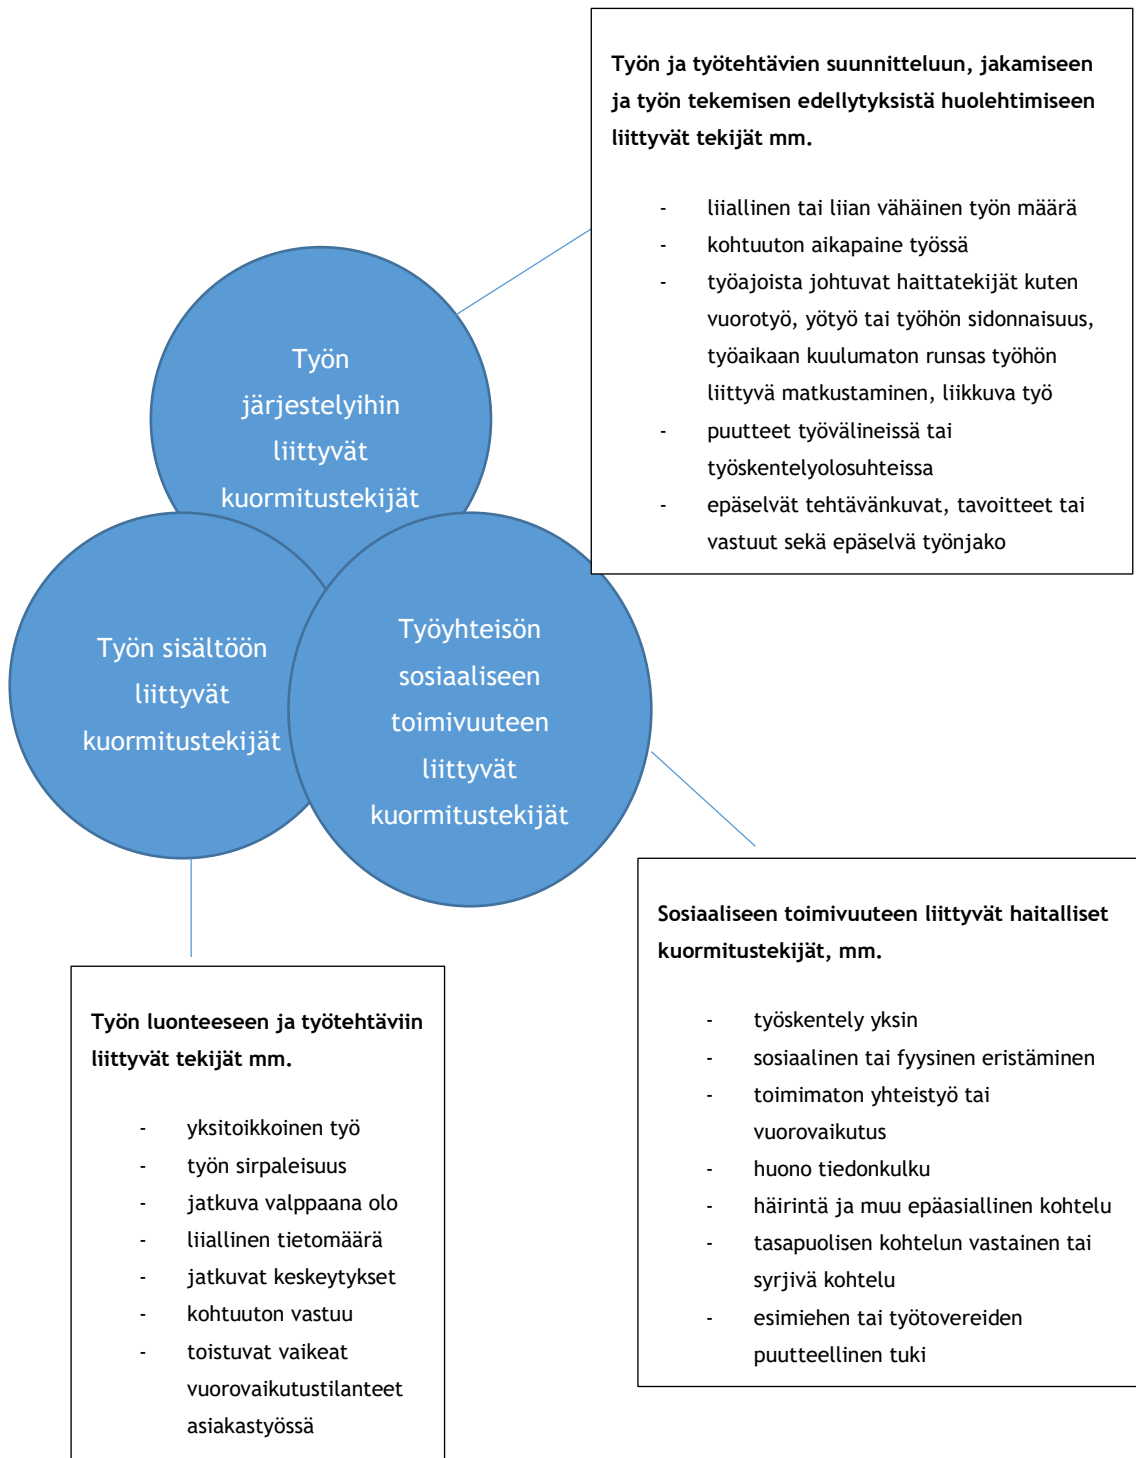 Työn ja työtehtävien suunnitteluun, jakamiseen
ja työn tekemisen edellytyksistä huolehtimiseen
liittyvät tekijät mm.
- liiallinen tai liian vähäinen työn määrä
- kohtuuton aikapaine työssä
- työajoista johtuvat haittatekijät kuten
vuorotyö, yötyö tai työhön sidonnaisuus,
työaikaan kuulumaton runsas työhön
liittyvä matkustaminen, liikkuva työ
- puutteet työvälineissä tai
työskentelyolosuhteissa
- epäselvät tehtävänkuvat, tavoitteet tai
vastuut sekä epäselvä työnjako
Työn
järjestelyihin
liittyvät
kuormitustekijät
Työn sisältöön
liittyvät
kuormitustekijät
Työyhteisön
sosiaaliseen
toimivuuteen
liittyvät
kuormitustekijät
Sosiaaliseen toimivuuteen liittyvät haitalliset
kuormitustekijät, mm.
- työskentely yksin
- sosiaalinen tai fyysinen eristäminen
- toimimaton yhteistyö tai
vuorovaikutus
- huono tiedonkulku
- häirintä ja muu epäasiallinen kohtelu
- tasapuolisen kohtelun vastainen tai
syrjivä kohtelu
- esimiehen tai työtovereiden
puutteellinen tuki
Työn luonteeseen ja työtehtäviin
liittyvät tekijät mm.
- yksitoikkoinen työ
- työn sirpaleisuus
- jatkuva valppaana olo
- liiallinen tietomäärä
- jatkuvat keskeytykset
- kohtuuton vastuu
- toistuvat vaikeat
vuorovaikutustilanteet
asiakastyössä